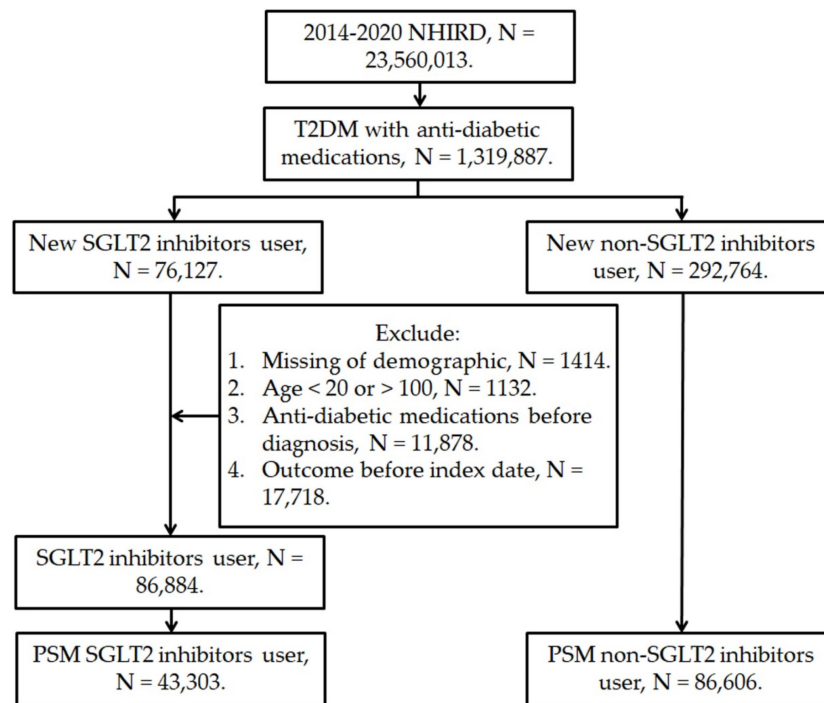 2014-2020 NHIRD, N =
23,560,013.
T2DM with anti-diabetic
medications, N = 1,319,887.
New SGLT2 inhibitors user,
N = 76,127.
New non-SGLT2 inhibitors
user, N = 292,764.
Exclude:
1. Missing of demographic, N = 1414.
2. Age < 20 or > 100, N = 1132.
3. Anti-diabetic medications before
diagnosis, N = 11,878.
4. Outcome before index date, N =
17,718.
SGLT2 inhibitors user, N =
86,884.
PSM SGLT2 inhibitors user,
N = 43,303.
PSM non-SGLT2 inhibitors
user, N = 86,606.